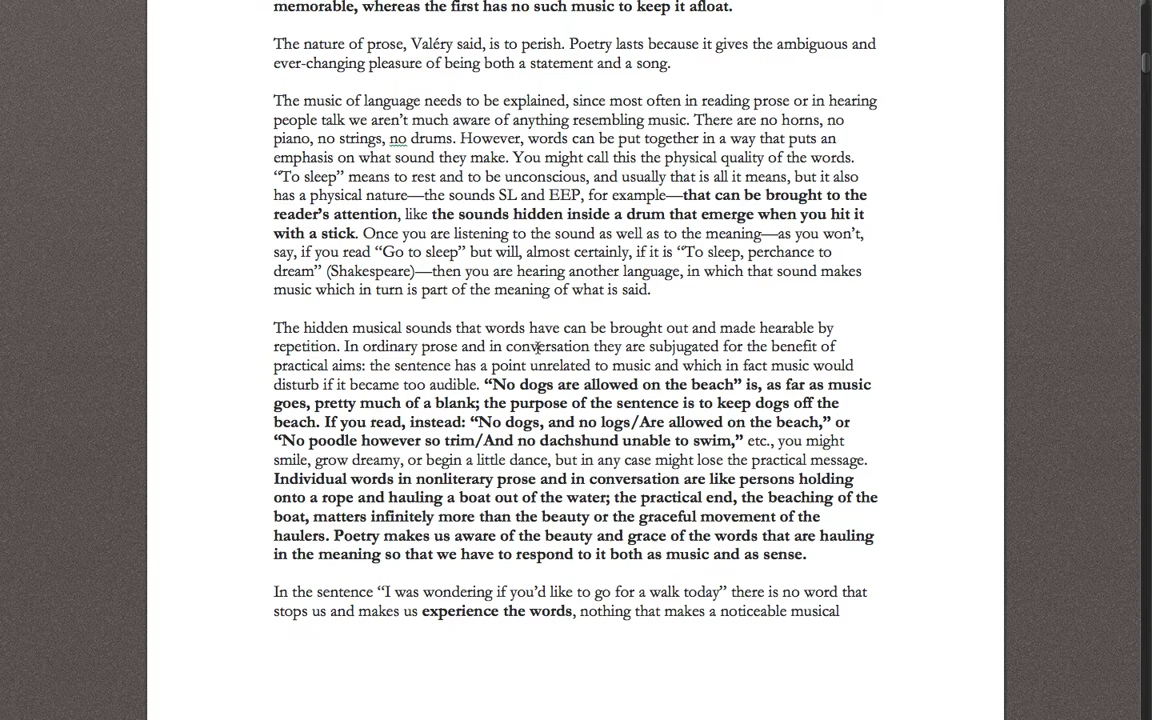 memorable, whereas the first has no such music to keep it afloat.
The nature of prose, Valéry said, is to perish. Poetry lasts because it gives the ambiguous and
ever-changing pleasure of being both a statement and a song.
The music of language needs to be explained, since most often in reading prose or in hearing
people talk we aren’t much aware of anything resembling music. There are no horns, no
piano, no strings, no drums. However, words can be put together in a way that puts an
emphasis on what sound they make. You might call this the physical quality of the words.
“To sleep” means to rest and to be unconscious, and usually that is all it means, but it also
has a physical nature—the sounds SL and EEP, for example—that can be brought to the
reader’s attention, like the sounds hidden inside a drum that emerge when you hit it
with a stick. Once you are listening to the sound as well as to the meaning—as you won’t,
say, if you read “Go to sleep” but will, almost certainly, if it is “To sleep, perchance to
dream” (Shakespeare)—then you are hearing another language, in which that sound makes
music which in turn is part of the meaning of what is said.
The hidden musical sounds that words have can be brought out and made hearable by
repetition. In ordinary prose and in conversation they are subjugated for the benefit of
practical aims: the sentence has a point unrelated to music and which in fact music would
disturb if it became too audible. “No dogs are allowed on the beach” is, as far as music
goes, pretty much of a blank; the purpose of the sentence is to keep dogs off the
beach. If you read, instead: “No dogs, and no logs/Are allowed on the beach,” or
“No poodle however so trim/And no dachshund unable to swim,” etc., you might
smile, grow dreamy, or begin a little dance, but in any case might lose the practical message.
Individual words in nonliterary prose and in conversation are like persons holding
onto a rope and hauling a boat out of the water; the practical end, the beaching of the
boat, matters infinitely more than the beauty or the graceful movement of the
haulers. Poetry makes us aware of the beauty and grace of the words that are hauling
in the meaning so that we have to respond to it both as music and as sense.
In the sentence “I was wondering if you’d like to go for a walk today” there is no word that
stops us and makes us experience the words, nothing that makes a noticeable musical